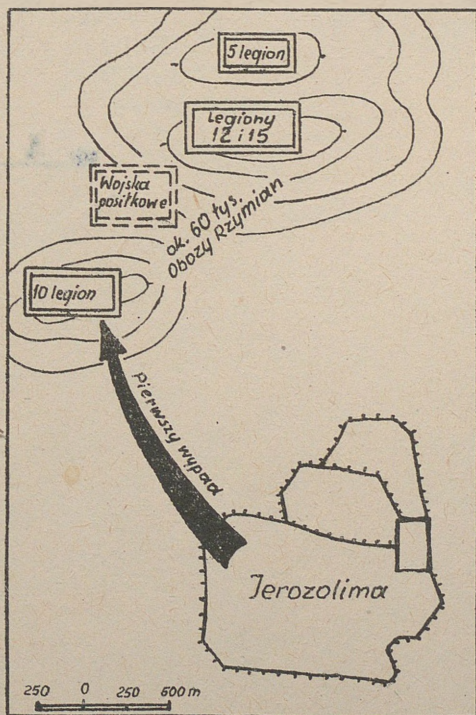 5 legion
Legiony
12 i 15
Wojska
posiłkowe
ok. 60 tys.
Obozy Rzymian
10 legion
Pierwszy wypad
Jerozolima
250 0 250 600 m